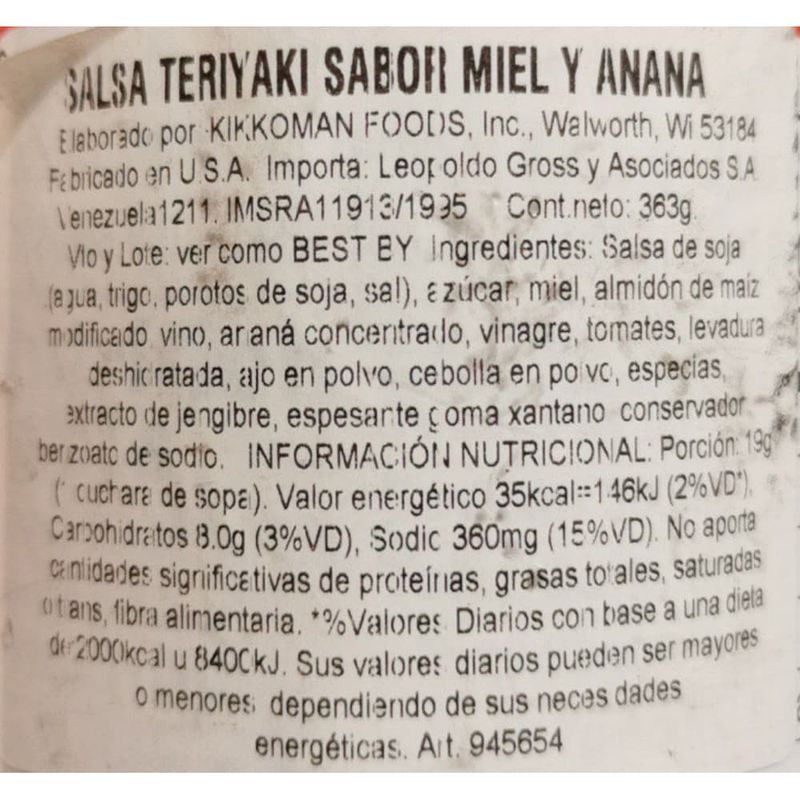 SALSA TERIYAKI SABOR MIEL Y ANANA
Elaborado por KIKKOMAN FOODS, Inc., Walworth, Wi 53184
Fabricado en U.S.A. Importa: Leopoldo Gross y Asociados S.A
Venezuela1211. IMSRA11913/1995 Cont.neto: 363g.
Vto y Lote: ver como BEST BY Ingredientes: Salsa de soja
(agua, trigo, porotos de soja, sal), azúcar, miel, almidón de maíz
modificado, vino, ananá concentrado, vinagre, tomates, levadura
deshidratada, ajo en polvo, cebolla en polvo, especias,
extracto de jengibre, espesante goma xantano conservador
benzoato de sodio. INFORMACIÓN NUTRICIONAL: Porción: 19g
(1 cuchara de sopa). Valor energético 35kcal=146kJ (2%VD*),
Carbohidratos 8.0g (3%VD), Sodio 360mg (15%VD). No aporta
cantidades significativas de proteínas, grasas totales, saturadas
o trans, fibra alimentaria. *%Valores Diarios con base a una dieta
de 2000kcal u 8400kJ. Sus valores diarios pueden ser mayores
o menores dependiendo de sus necesidades
energéticas. Art. 945654